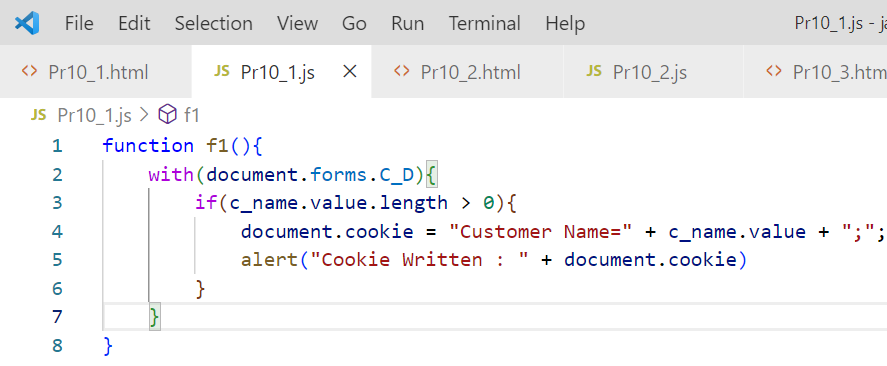 File Edit Selection View Go Run Terminal Help Pr10_1.js - ja
<> Pr10_1.html JS Pr10_1.js × <> Pr10_2.html JS Pr10_2.js <> Pr10_3.htm
JS Pr10_1.js > f1
1 function f1(){
2 with(document.forms.C_D){
3 if(c_name.value.length > 0){
4 document.cookie = "Customer Name=" + c_name.value + ";";
5 alert("Cookie Written : " + document.cookie)
6 }
7 }
8 }